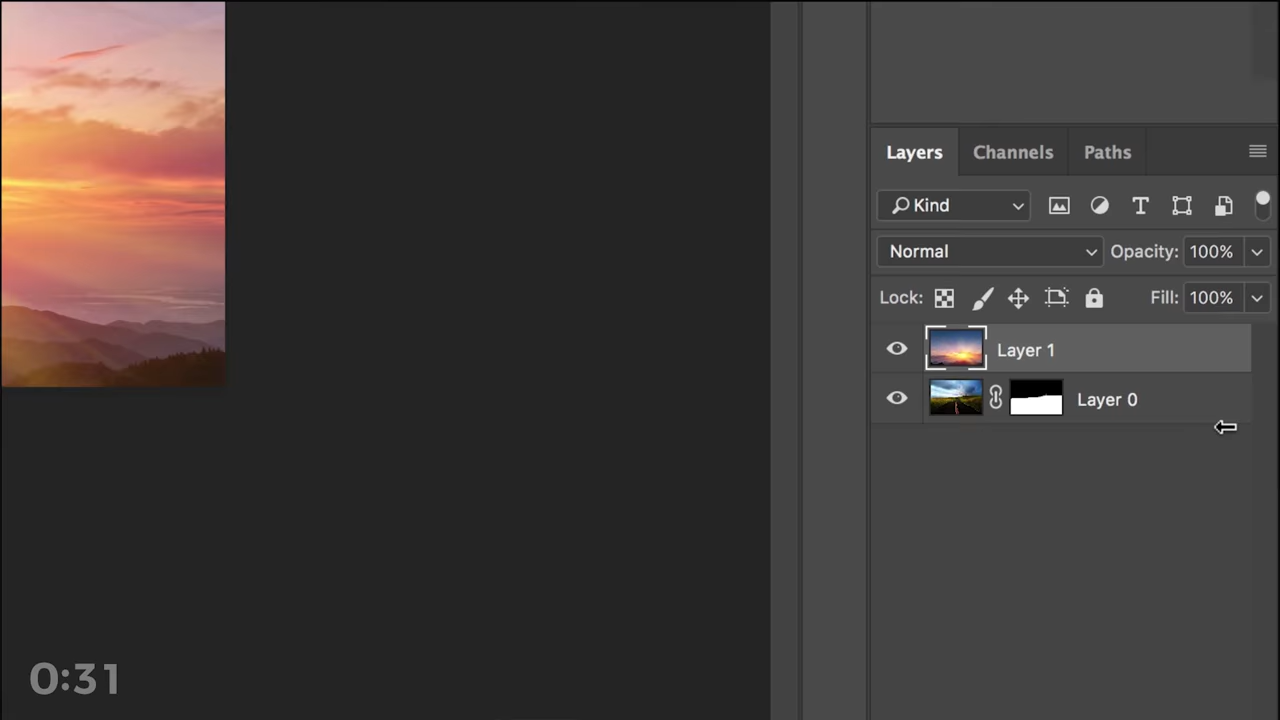 Layers Channels Paths
Kind
Normal Opacity: 100%
Lock: Fill: 100%
Layer 1
Layer 0
0:31